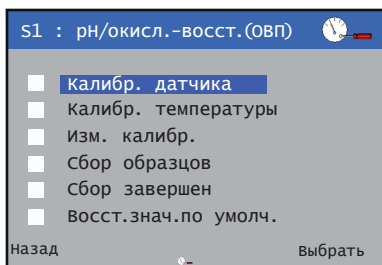 S1 : pH/окисл.-восст.(ОВП)
Калибр. датчика
Калибр. температуры
Изм. калибр.
Сбор образцов
Сбор завершен
Восст.знач.по умолч.
Назад Выбрать